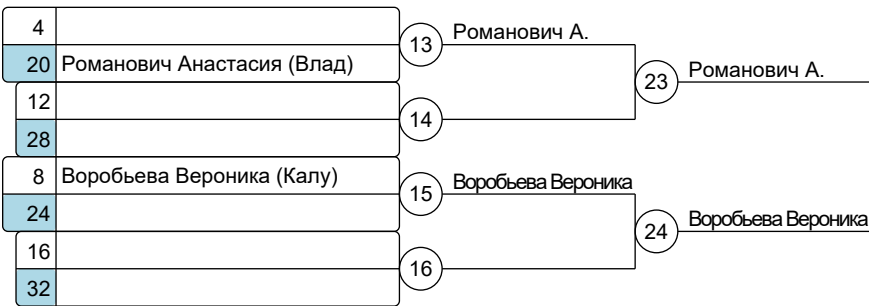 4
13
Романович А.
20 Романович Анастасия (Влад)
23
Романович А.
12
14
28
8 Воробьева Вероника (Калу)
15
Воробьева Вероника
24
24
Воробьева Вероника
16
16
32